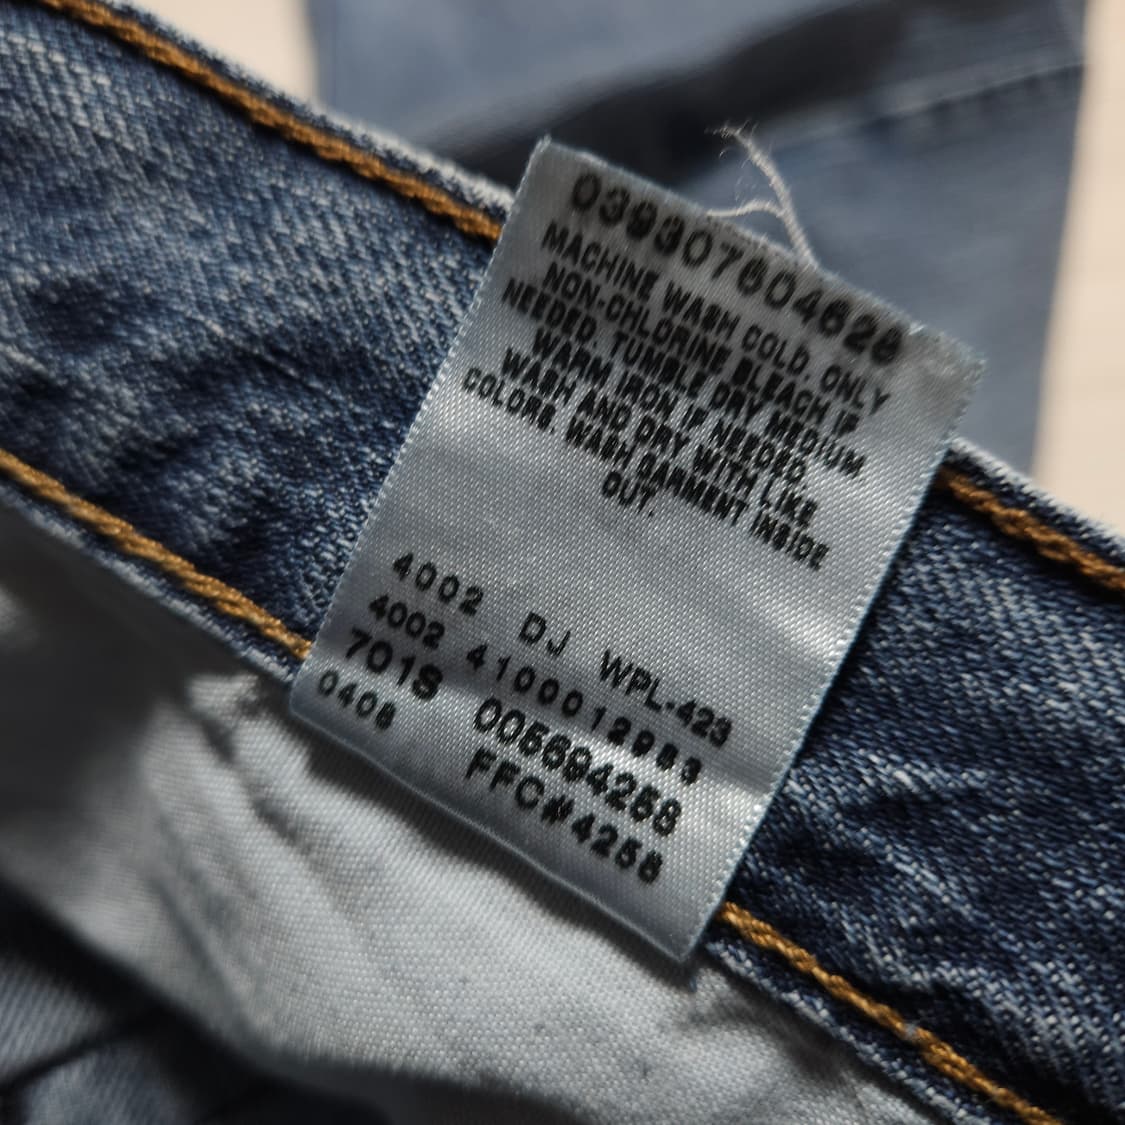 039307604628
MACHINE WASH COLD. ONLY
NON-CHLORINE BLEACH IF
NEEDED. TUMBLE DRY MEDIUM.
WARM IRON IF NEEDED.
WASH AND DRY WITH LIKE
COLORS. WASH GARMENT INSIDE
OUT.
4002 DJ WPL-423
4002 41000012983
701S 005694258
0408 FFC#4258